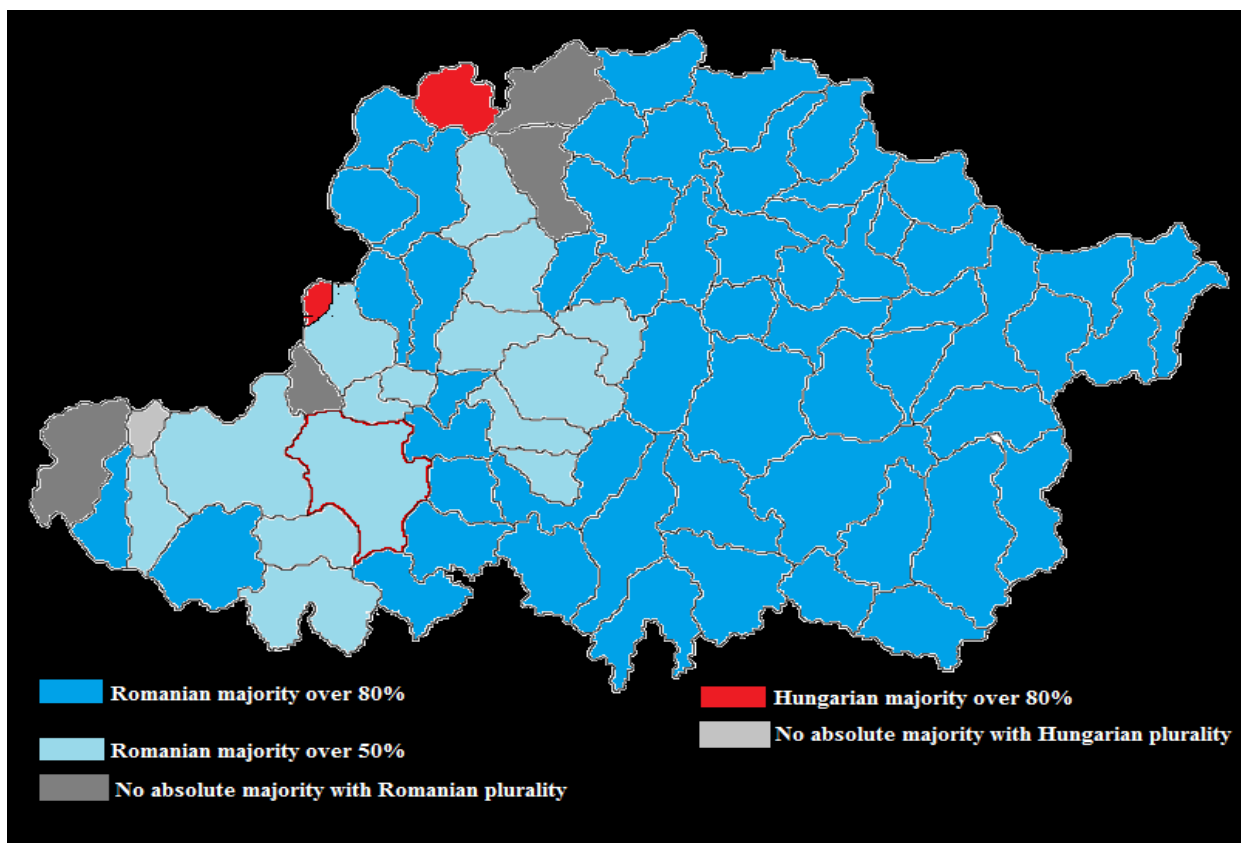 Romanian majority over 80%
Romanian majority over 50%
No absolute majority with Romanian plurality
Hungarian majority over 80%
No absolute majority with Hungarian plurality